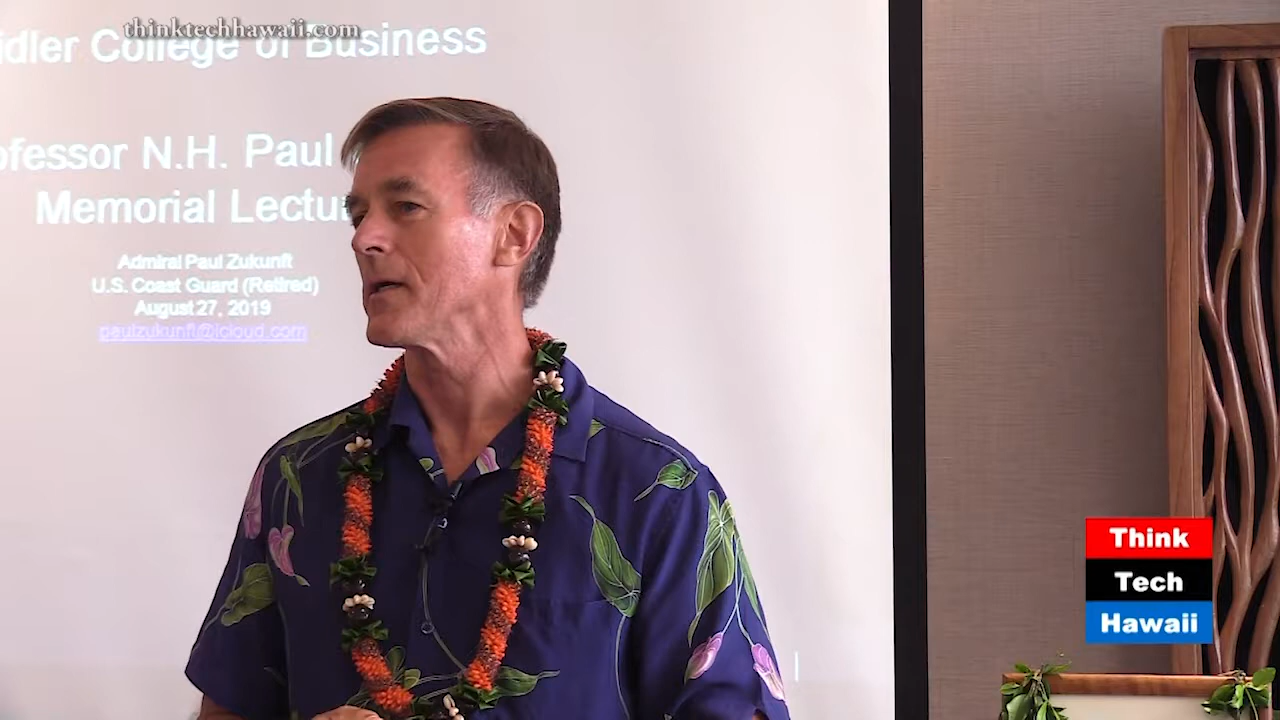 thinktechhawaii.com
idler College of Business
ofessor N.H. Paul
Memorial Lectu
Admiral Paul Zukunft
U.S. Coast Guard (Retired)
August 27, 2019
paulzukunft@icloud.com
Think
Tech
Hawaii